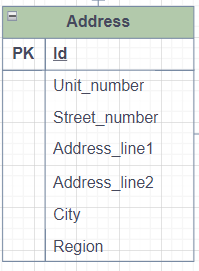 Address
PK Id
Unit_number
Street_number
Address_line1
Address_line2
City
Region